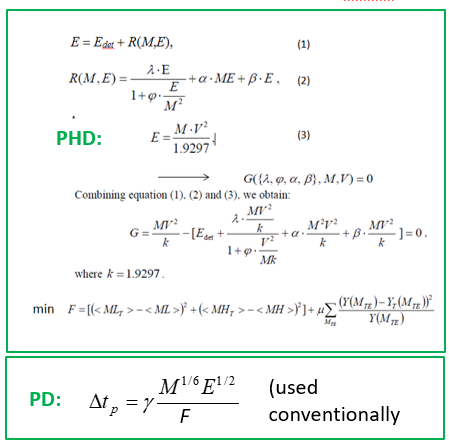 E = E_det + R(M,E), (1)
R(M,E) = λ·E / (1+φ·E/M²) + α·ME + β·E, (2)
PHD: E = M·V² / 1.9297, (3)
⟶ G({λ, φ, α, β}, M, V) = 0
Combining equation (1), (2) and (3), we obtain:
G = MV²/k − [E_det + (λ·MV²/k) / (1+φ·V²/Mk) + α·M²V²/k + β·MV²/k] = 0.
where k = 1.9297.
min F = [(<ML_T> − <ML>)² + (<MH_T> − <MH>)²] + μ∑_{M_TE} (Y(M_TE) − Y_T(M_TE))² / Y(M_TE)
PD: Δt_p = γ M^{1/6} E^{1/2} / F (used
conventionally